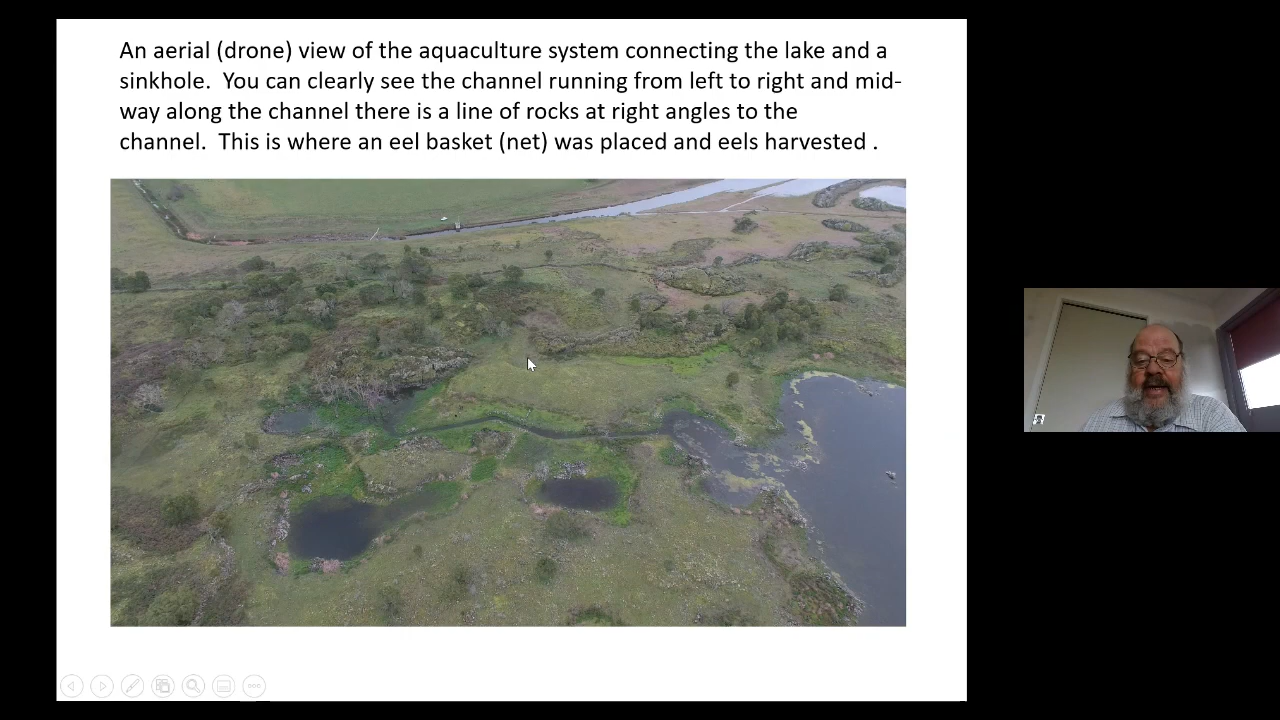 An aerial (drone) view of the aquaculture system connecting the lake and a
sinkhole.  You can clearly see the channel running from left to right and mid-
way along the channel there is a line of rocks at right angles to the
channel.  This is where an eel basket (net) was placed and eels harvested .